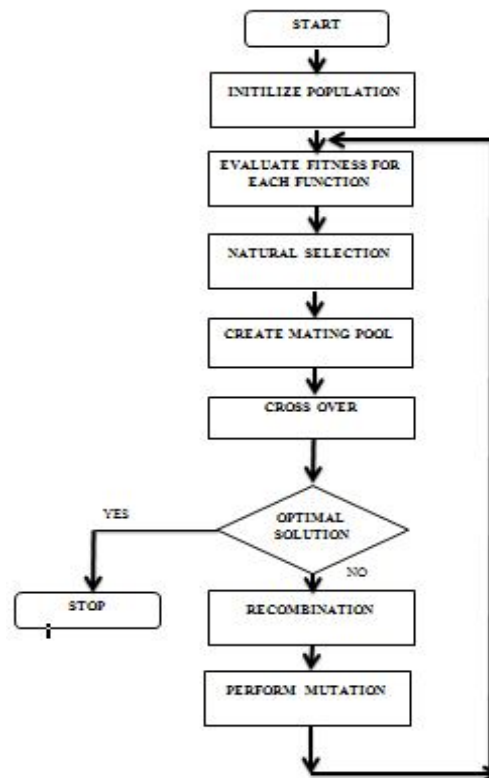 START
INITILIZE POPULATION
EVALUATE FITNESS FOR
EACH FUNCTION
NATURAL SELECTION
CREATE MATING POOL
CROSS OVER
OPTIMAL
SOLUTION
YES
NO
STOP
RECOMBINATION
PERFORM MUTATION